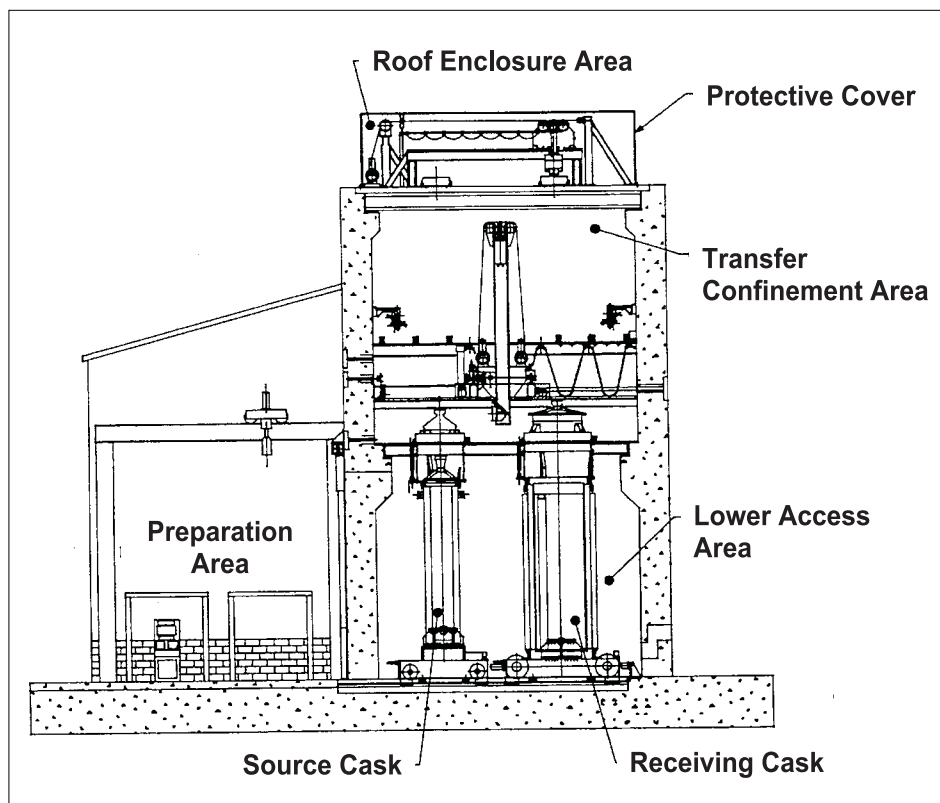 Roof Enclosure Area
Protective Cover
Transfer
Confinement Area
Preparation
Area
Lower Access
Area
Source Cask
Receiving Cask